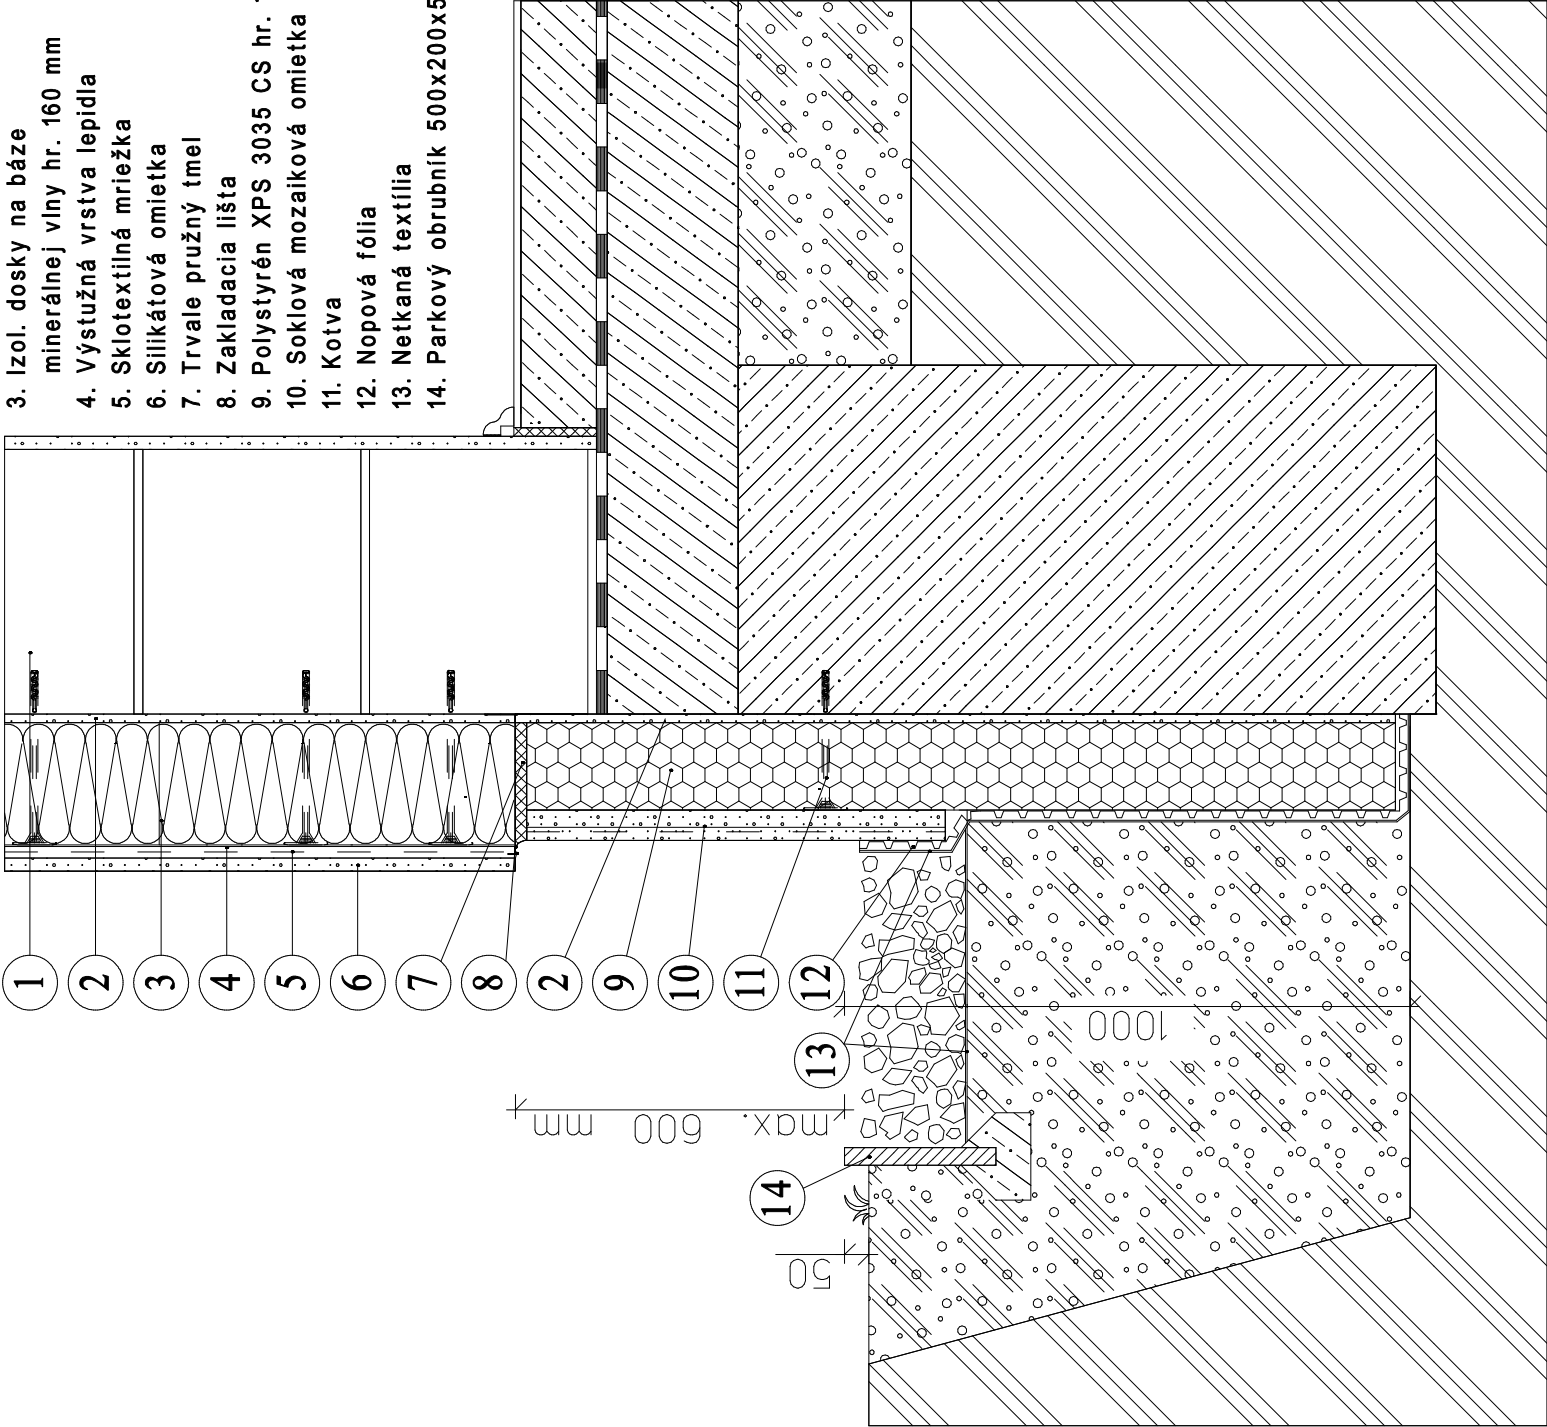 3. Izol. dosky na báze
minerálnej vlny hr. 160 mm
4. Výstužná vrstva lepidla
5. Sklotextilná mriežka
6. Silikátová omietka
7. Trvale pružný tmel
8. Zakladacia lišta
9. Polystyrén XPS 3035 CS hr.
10. Soklová mozaiková omietka
11. Kotva
12. Nopová fólia
13. Netkaná textília
14. Parkový obrubník 500x200x5
1
2
3
4
5
6
7
8
2
9
10
11
12
13
14
max. 600 mm
1000
50